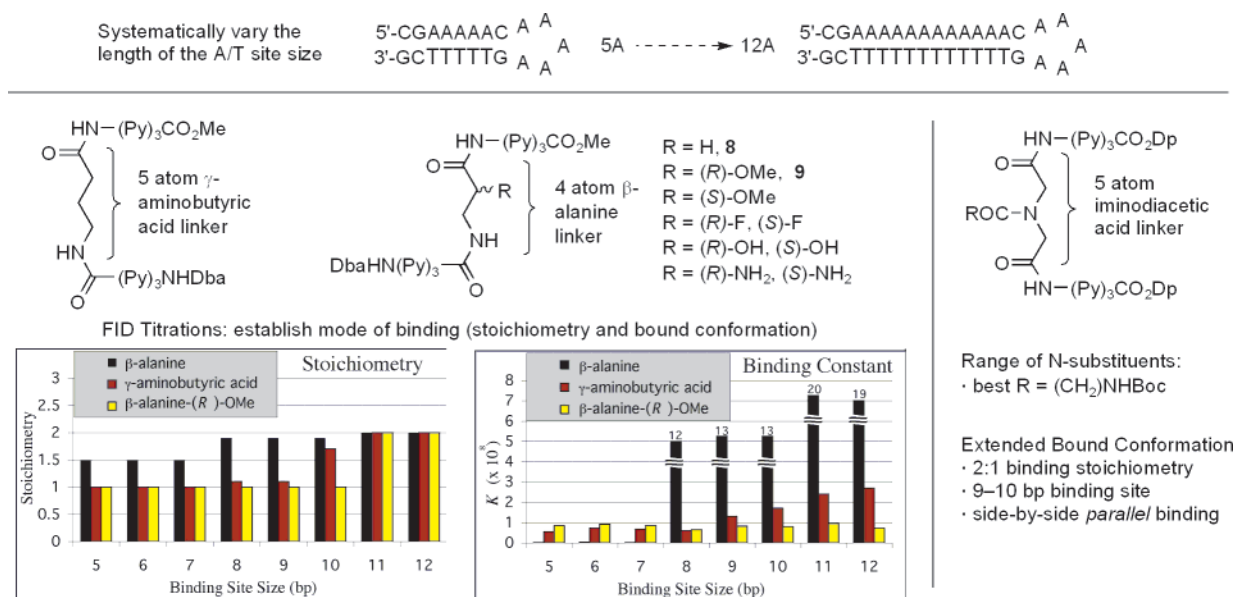 Systematically vary the
length of the A/T site size
5'-CGAAAAAC A A A
3'-GCTTTTTG A A
5A
12A
5'-CGAAAAAAAAAAAAC A A A
3'-GCTTTTTTTTTTTTG A A
HN–(Py)₃CO₂Me
O
5 atom γ-
aminobutyric
acid linker
HN
O
(Py)₃NHDba
HN–(Py)₃CO₂Me
O
R
4 atom β-
alanine
linker
NH
DbaHN(Py)₃
O
R = H, 8
R = (R)-OMe, 9
R = (S)-OMe
R = (R)-F, (S)-F
R = (R)-OH, (S)-OH
R = (R)-NH₂, (S)-NH₂
HN–(Py)₃CO₂Dp
O
ROC–N
5 atom
iminodiacetic
acid linker
O
HN–(Py)₃CO₂Dp
FID Titrations: establish mode of binding (stoichiometry and bound conformation)
Stoichiometry
β-alanine
γ-aminobutyric acid
β-alanine-(R )-OMe
Stoichiometry
3
2.5
2
1.5
1
0.5
0
5 6 7 8 9 10 11 12
Binding Site Size (bp)
Binding Constant
β-alanine
γ-aminobutyric acid
β-alanine-(R )-OMe
K (x 10⁸)
8
7
6
5
4
3
2
1
0
12 13 13 20 19
5 6 7 8 9 10 11 12
Binding Site Size (bp)
Range of N-substituents:
· best R = (CH₂)NHBoc
Extended Bound Conformation
· 2:1 binding stoichiometry
· 9–10 bp binding site
· side-by-side parallel binding